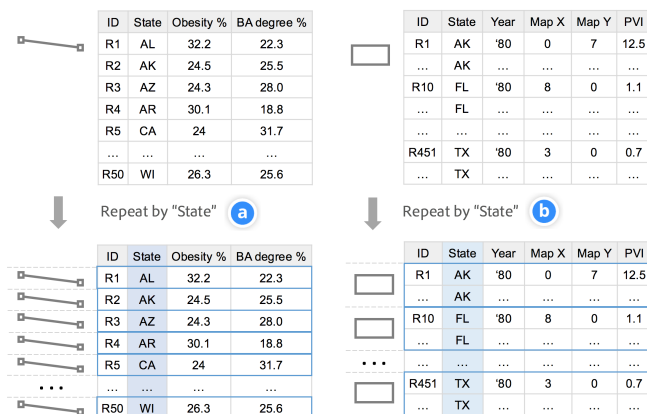 ID State Obesity % BA degree %
R1 AL 32.2 22.3
R2 AK 24.5 25.5
R3 AZ 24.3 28.0
R4 AR 30.1 18.8
R5 CA 24 31.7
... ... ... ...
R50 WI 26.3 25.6
Repeat by "State" a
ID State Obesity % BA degree %
R1 AL 32.2 22.3
R2 AK 24.5 25.5
R3 AZ 24.3 28.0
R4 AR 30.1 18.8
R5 CA 24 31.7
... ... ... ... ...
R50 WI 26.3 25.6
ID State Year Map X Map Y PVI
R1 AK '80 0 7 12.5
... AK ... ... ... ...
R10 FL '80 8 0 1.1
... FL ... ... ... ...
... ... ... ... ... ...
R451 TX '80 3 0 0.7
... TX ... ... ... ...
Repeat by "State" b
ID State Year Map X Map Y PVI
R1 AK '80 0 7 12.5
... AK ... ... ... ...
R10 FL '80 8 0 1.1
... FL ... ... ... ...
... ... ... ... ... ... ...
R451 TX '80 3 0 0.7
... TX ... ... ... ...